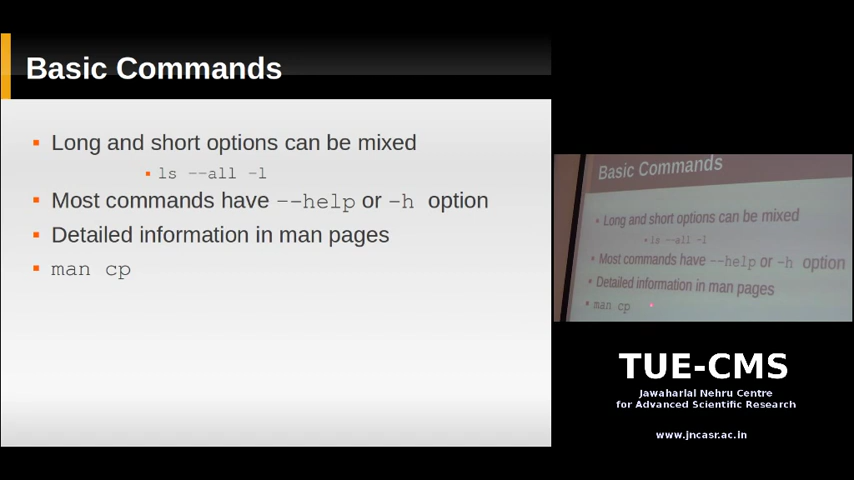 Basic Commands
Long and short options can be mixed
ls --all -l
Most commands have --help or -h option
Detailed information in man pages
man cp
Basic Commands
Long and short options can be mixed
ls --all -l
Most commands have --help or -h option
Detailed information in man pages
man cp
TUE-CMS
Jawaharlal Nehru Centre
for Advanced Scientific Research
www.jncasr.ac.in